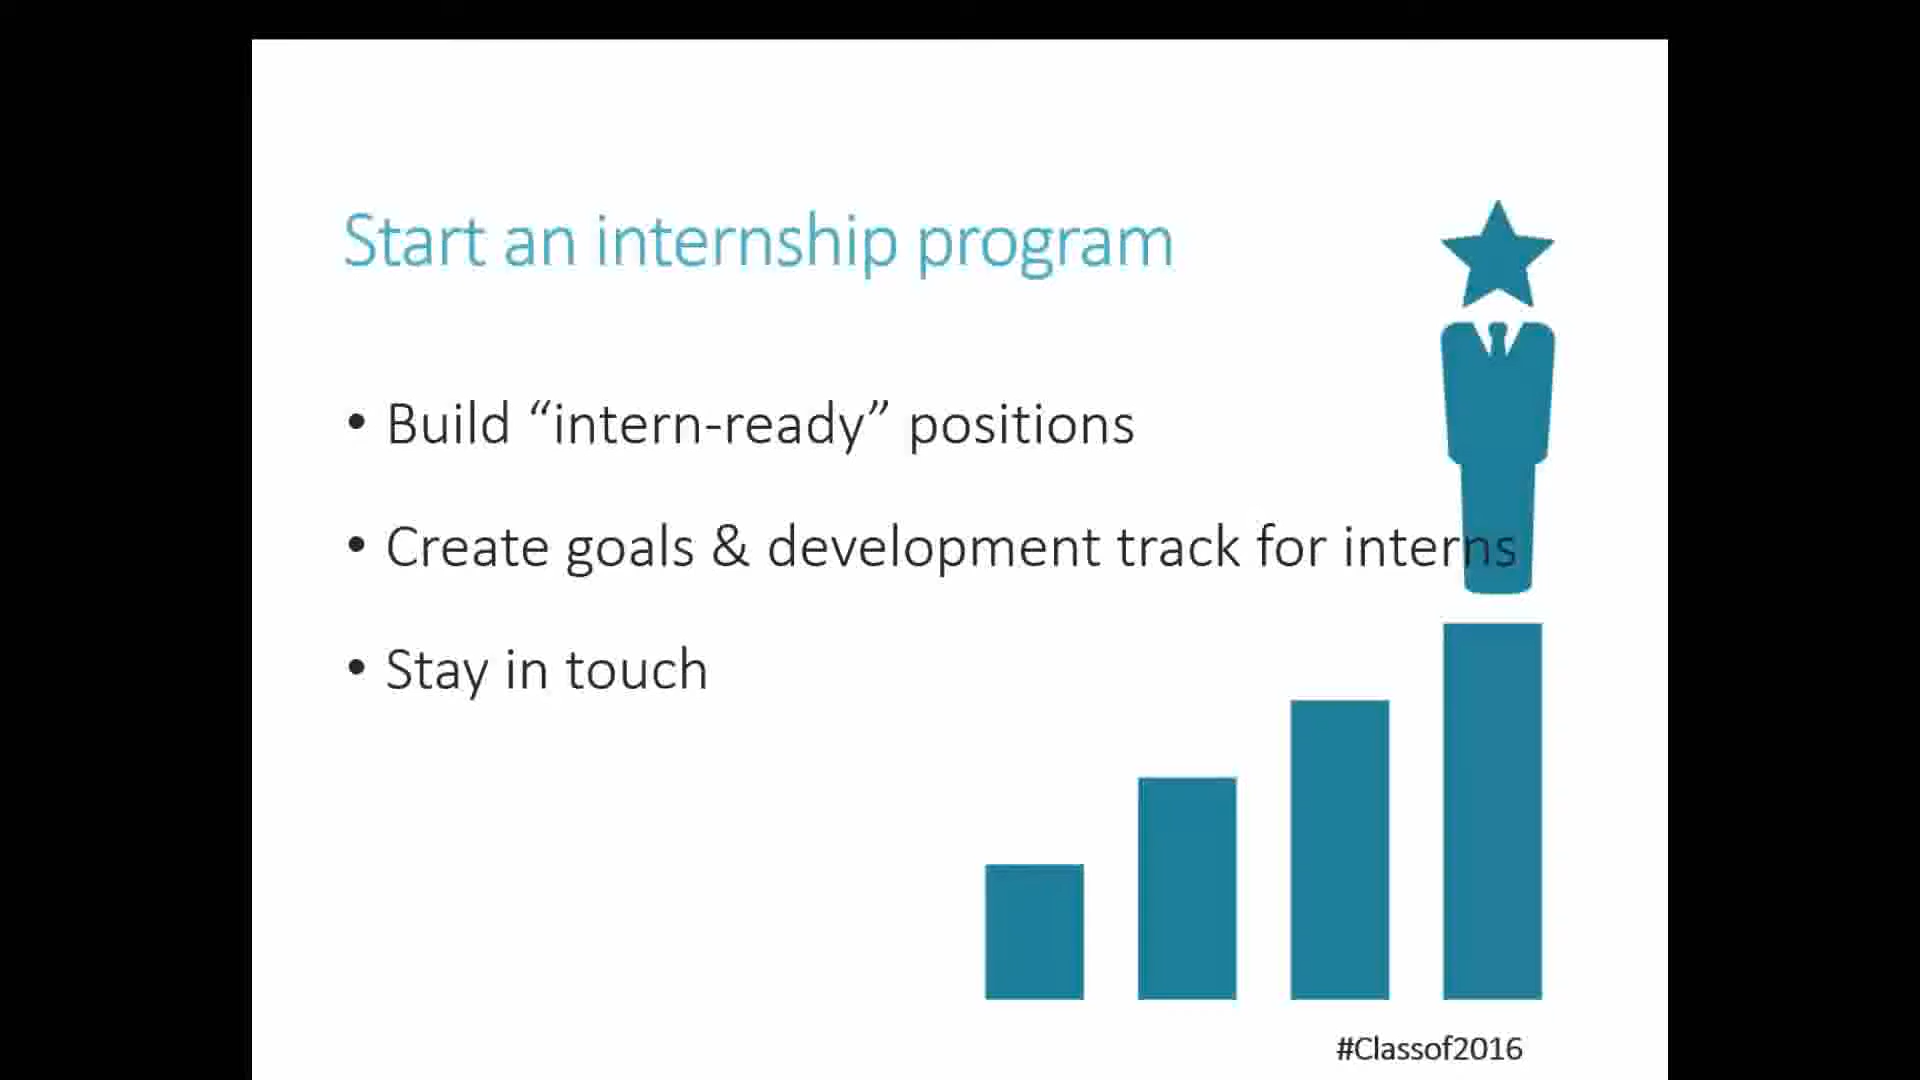 Start an internship program
• Build “intern-ready” positions
• Create goals & development track for interns
• Stay in touch
#Classof2016